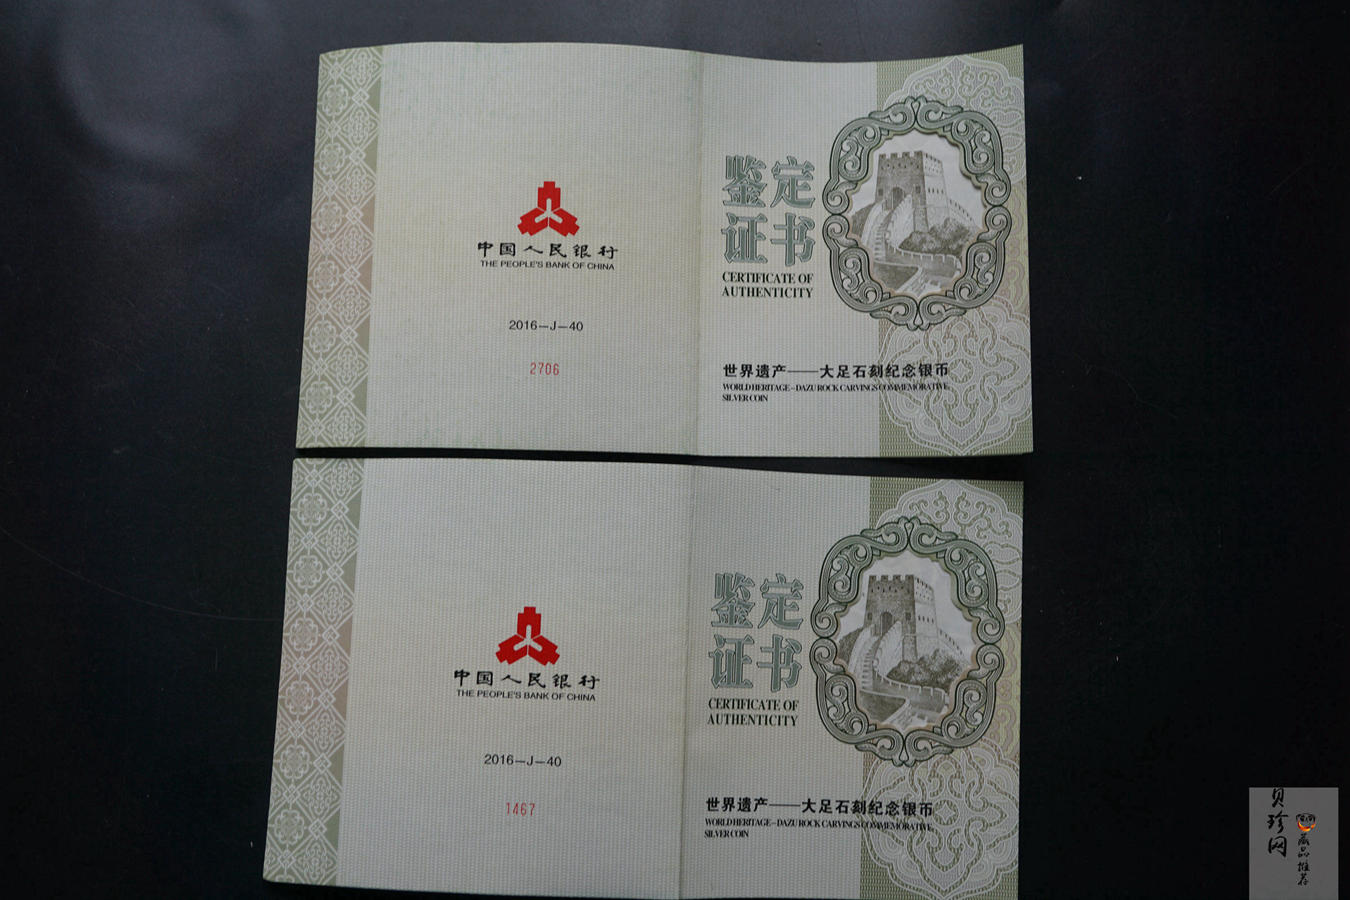 中国人民银行
THE PEOPLE'S BANK OF CHINA
2016-J-40
2706
鉴定
证书
CERTIFICATE OF
AUTHENTICITY
世界遗产——大足石刻纪念银币
WORLD HERITAGE-DAZU ROCK CARVINGS COMMEMORATIVE
SILVER COIN
中国人民银行
THE PEOPLE'S BANK OF CHINA
2016-J-40
1467
鉴定
证书
CERTIFICATE OF
AUTHENTICITY
世界遗产——大足石刻纪念银币
WORLD HERITAGE-DAZU ROCK CARVINGS COMMEMORATIVE
SILVER COIN
贝珍网
藏品推荐